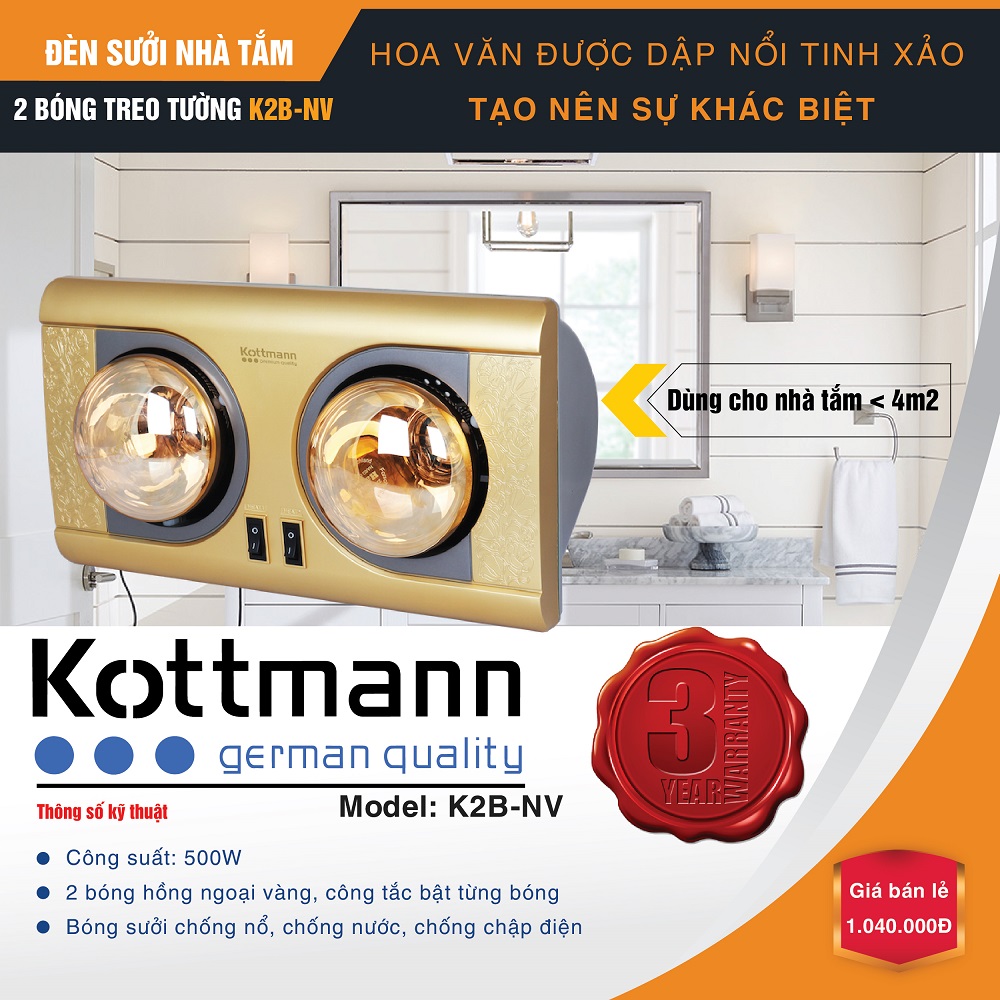 ĐÈN SƯỞI NHÀ TẮM
2 BÓNG TREO TƯỜNG K2B-NV
HOA VĂN ĐƯỢC DẬP NỔI TINH XẢO
TẠO NÊN SỰ KHÁC BIỆT
Kottmann
Dùng cho nhà tắm < 4m2
Kottmann
german quality
3
YEAR
WARRANTY
Thông số kỹ thuật
Model: K2B-NV
Công suất: 500W
2 bóng hồng ngoại vàng, công tắc bật từng bóng
Bóng sưởi chống nổ, chống nước, chống chập điện
Giá bán lẻ
1.040.000Đ